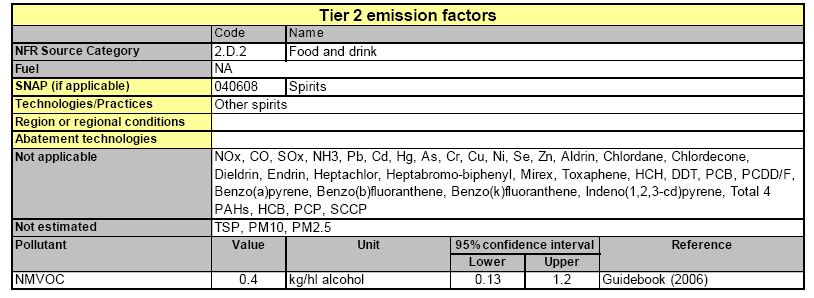 Tier 2 emission factors
Code Name
NFR Source Category 2.D.2 Food and drink
Fuel NA
SNAP (if applicable) 040608 Spirits
Technologies/Practices Other spirits
Region or regional conditions
Abatement technologies
Not applicable NOx, CO, SOx, NH3, Pb, Cd, Hg, As, Cr, Cu, Ni, Se, Zn, Aldrin, Chlordane, Chlordecone,
Dieldrin, Endrin, Heptachlor, Heptabromo-biphenyl, Mirex, Toxaphene, HCH, DDT, PCB, PCDD/F,
Benzo(a)pyrene, Benzo(b)fluoranthene, Benzo(k)fluoranthene, Indeno(1,2,3-cd)pyrene, Total 4
PAHs, HCB, PCP, SCCP
Not estimated TSP, PM10, PM2.5
Pollutant Value Unit 95% confidence interval Reference
Lower Upper
NMVOC 0.4 kg/hl alcohol 0.13 1.2 Guidebook (2006)